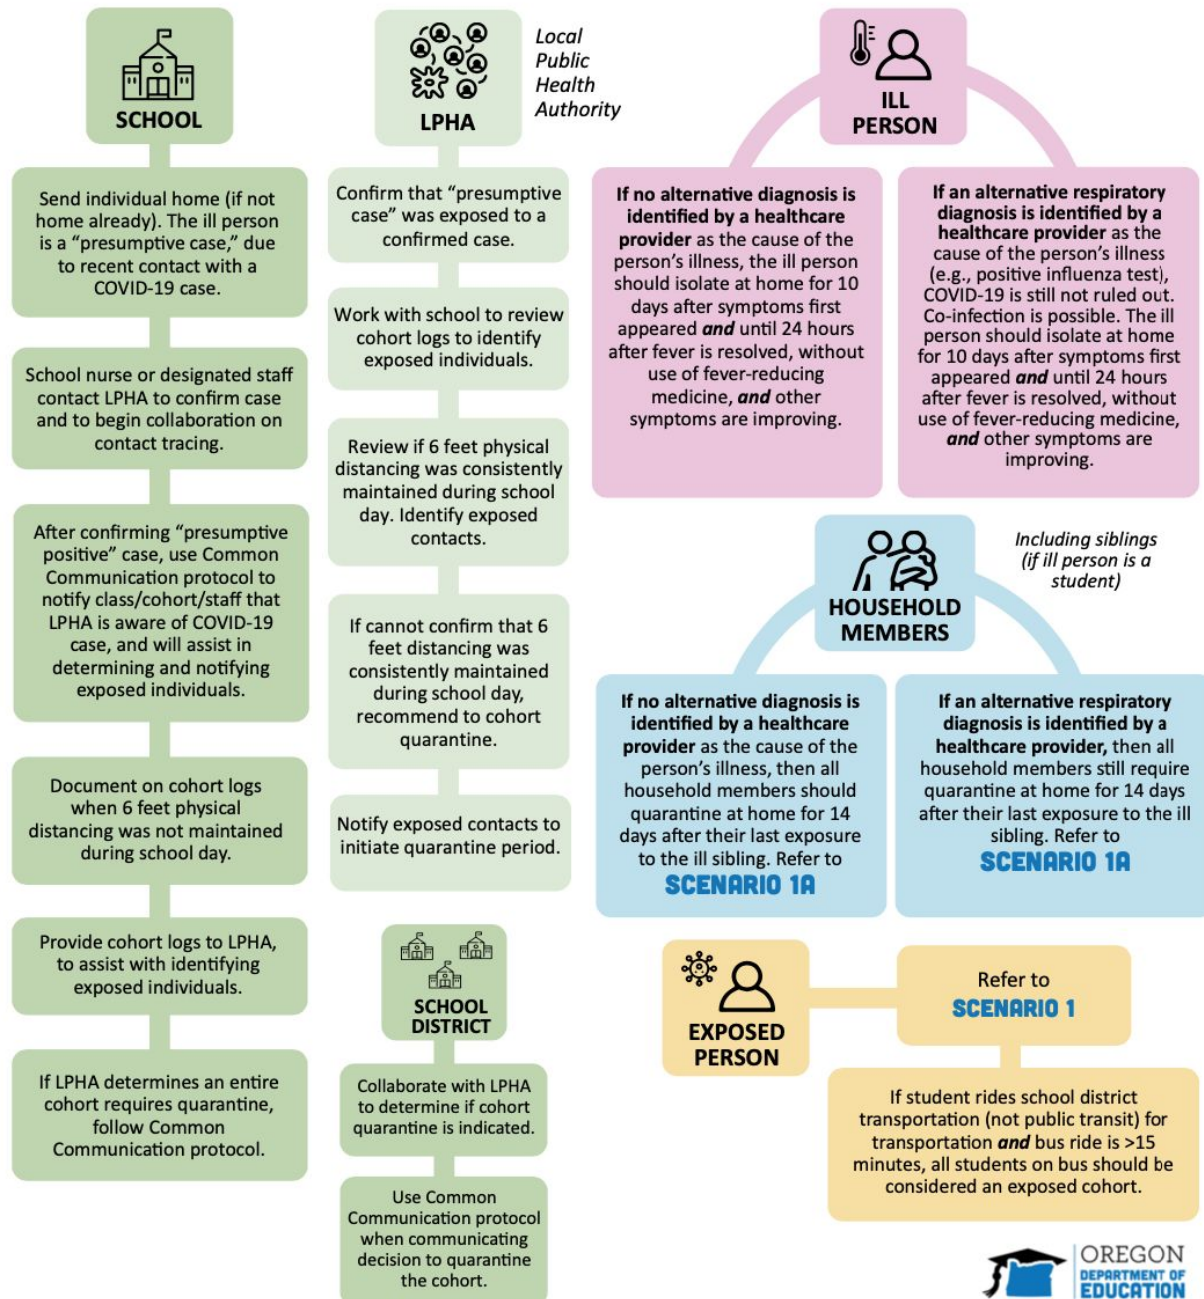 SCHOOL
Send individual home (if not
home already). The ill person
is a “presumptive case,” due
to recent contact with a
COVID-19 case.
School nurse or designated staff
contact LPHA to confirm case
and to begin collaboration on
contact tracing.
After confirming “presumptive
positive” case, use Common
Communication protocol to
notify class/cohort/staff that
LPHA is aware of COVID-19
case, and will assist in
determining and notifying
exposed individuals.
Document on cohort logs
when 6 feet physical
distancing was not maintained
during school day.
Provide cohort logs to LPHA,
to assist with identifying
exposed individuals.
If LPHA determines an entire
cohort requires quarantine,
follow Common
Communication protocol.
LPHA
Local
Public
Health
Authority
Confirm that “presumptive
case” was exposed to a
confirmed case.
Work with school to review
cohort logs to identify
exposed individuals.
Review if 6 feet physical
distancing was consistently
maintained during school
day. Identify exposed
contacts.
If cannot confirm that 6
feet distancing was
consistently maintained
during school day,
recommend to cohort
quarantine.
Notify exposed contacts to
initiate quarantine period.
SCHOOL
DISTRICT
Collaborate with LPHA
to determine if cohort
quarantine is indicated.
Use Common
Communication protocol
when communicating
decision to quarantine
the cohort.
ILL
PERSON
If no alternative diagnosis is
identified by a healthcare
provider as the cause of the
person’s illness, the ill person
should isolate at home for 10
days after symptoms first
appeared and until 24 hours
after fever is resolved, without
use of fever-reducing
medicine, and other
symptoms are improving.
If an alternative respiratory
diagnosis is identified by a
healthcare provider as the
cause of the person’s illness
(e.g., positive influenza test),
COVID-19 is still not ruled out.
Co-infection is possible. The ill
person should isolate at home
for 10 days after symptoms first
appeared and until 24 hours
after fever is resolved, without
use of fever-reducing medicine,
and other symptoms are
improving.
HOUSEHOLD
MEMBERS
Including siblings
(if ill person is a
student)
If no alternative diagnosis is
identified by a healthcare
provider as the cause of the
person’s illness, then all
household members should
quarantine at home for 14
days after their last exposure
to the ill sibling. Refer to
SCENARIO 1A
If an alternative respiratory
diagnosis is identified by a
healthcare provider, then all
household members still require
quarantine at home for 14 days
after their last exposure to the ill
sibling. Refer to
SCENARIO 1A
EXPOSED
PERSON
Refer to
SCENARIO 1
If student rides school district
transportation (not public transit) for
transportation and bus ride is >15
minutes, all students on bus should be
considered an exposed cohort.
OREGON
DEPARTMENT OF
EDUCATION